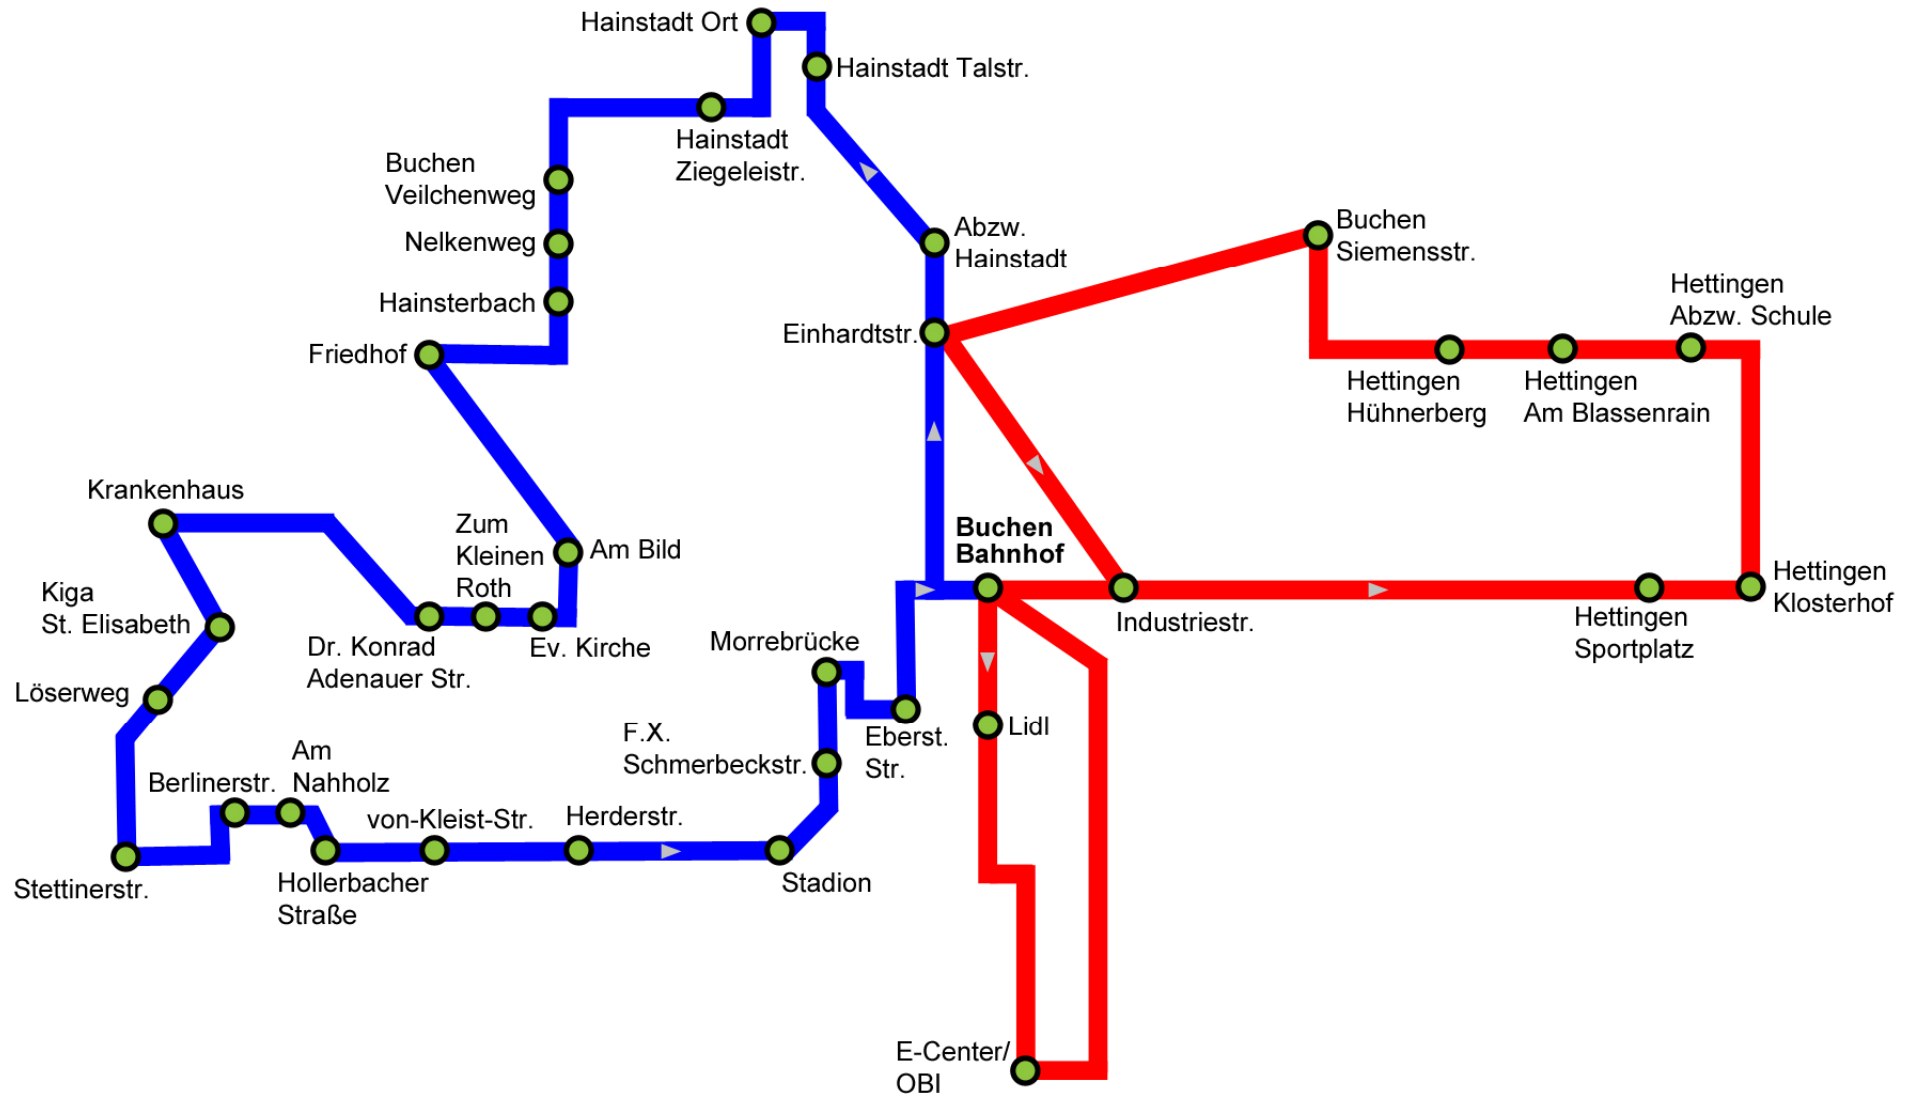 Hainstadt Ort
Hainstadt Talstr.
Hainstadt
Ziegeleistr.
Buchen
Veilchenweg
Nelkenweg
Hainsterbach
Friedhof
Abzw.
Hainstadt
Einhardtstr.
Buchen
Siemensstr.
Hettingen
Abzw. Schule
Hettingen
Hühnerberg
Hettingen
Am Blassenrain
Krankenhaus
Zum
Kleinen
Roth
Am Bild
Buchen
Bahnhof
Kiga
St. Elisabeth
Dr. Konrad
Adenauer Str.
Ev. Kirche
Morrebrücke
Industriestr.
Hettingen
Sportplatz
Hettingen
Klosterhof
Löserweg
F.X.
Schmerbeckstr.
Eberst.
Str.
Lidl
Berlinerstr.
Am
Nahholz
von-Kleist-Str.
Herderstr.
Stettinerstr.
Hollerbacher
Straße
Stadion
E-Center/
OBI